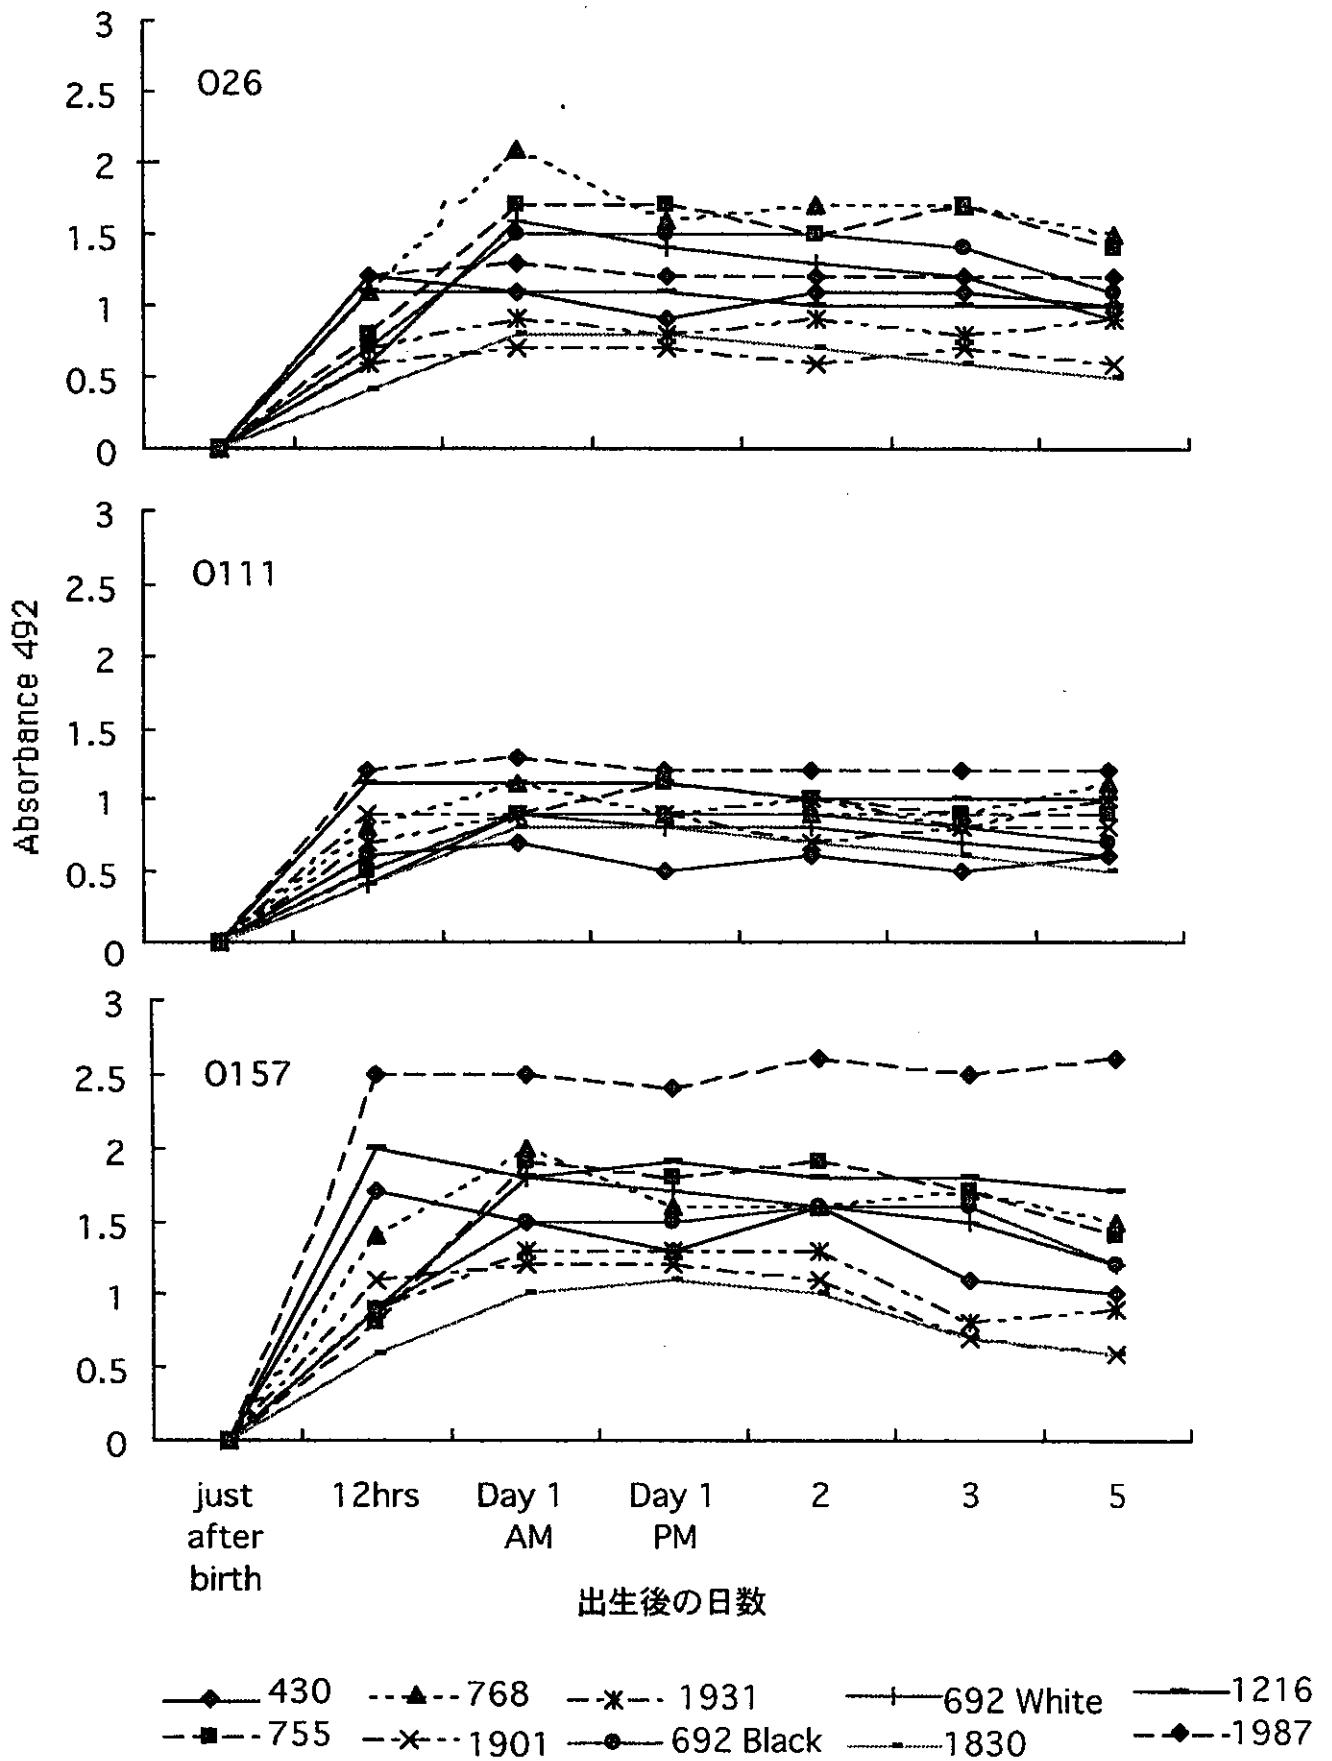 3
O26
2.5
2
1.5
1
0.5
0
3
O111
2.5
2
1.5
1
0.5
0
Absorbance 492
3
O157
2.5
2
1.5
1
0.5
0
just after birth 12hrs Day 1 AM Day 1 PM 2 3 5
出生後の日数
430 768 1931 692 White 1216
755 1901 692 Black 1830 1987